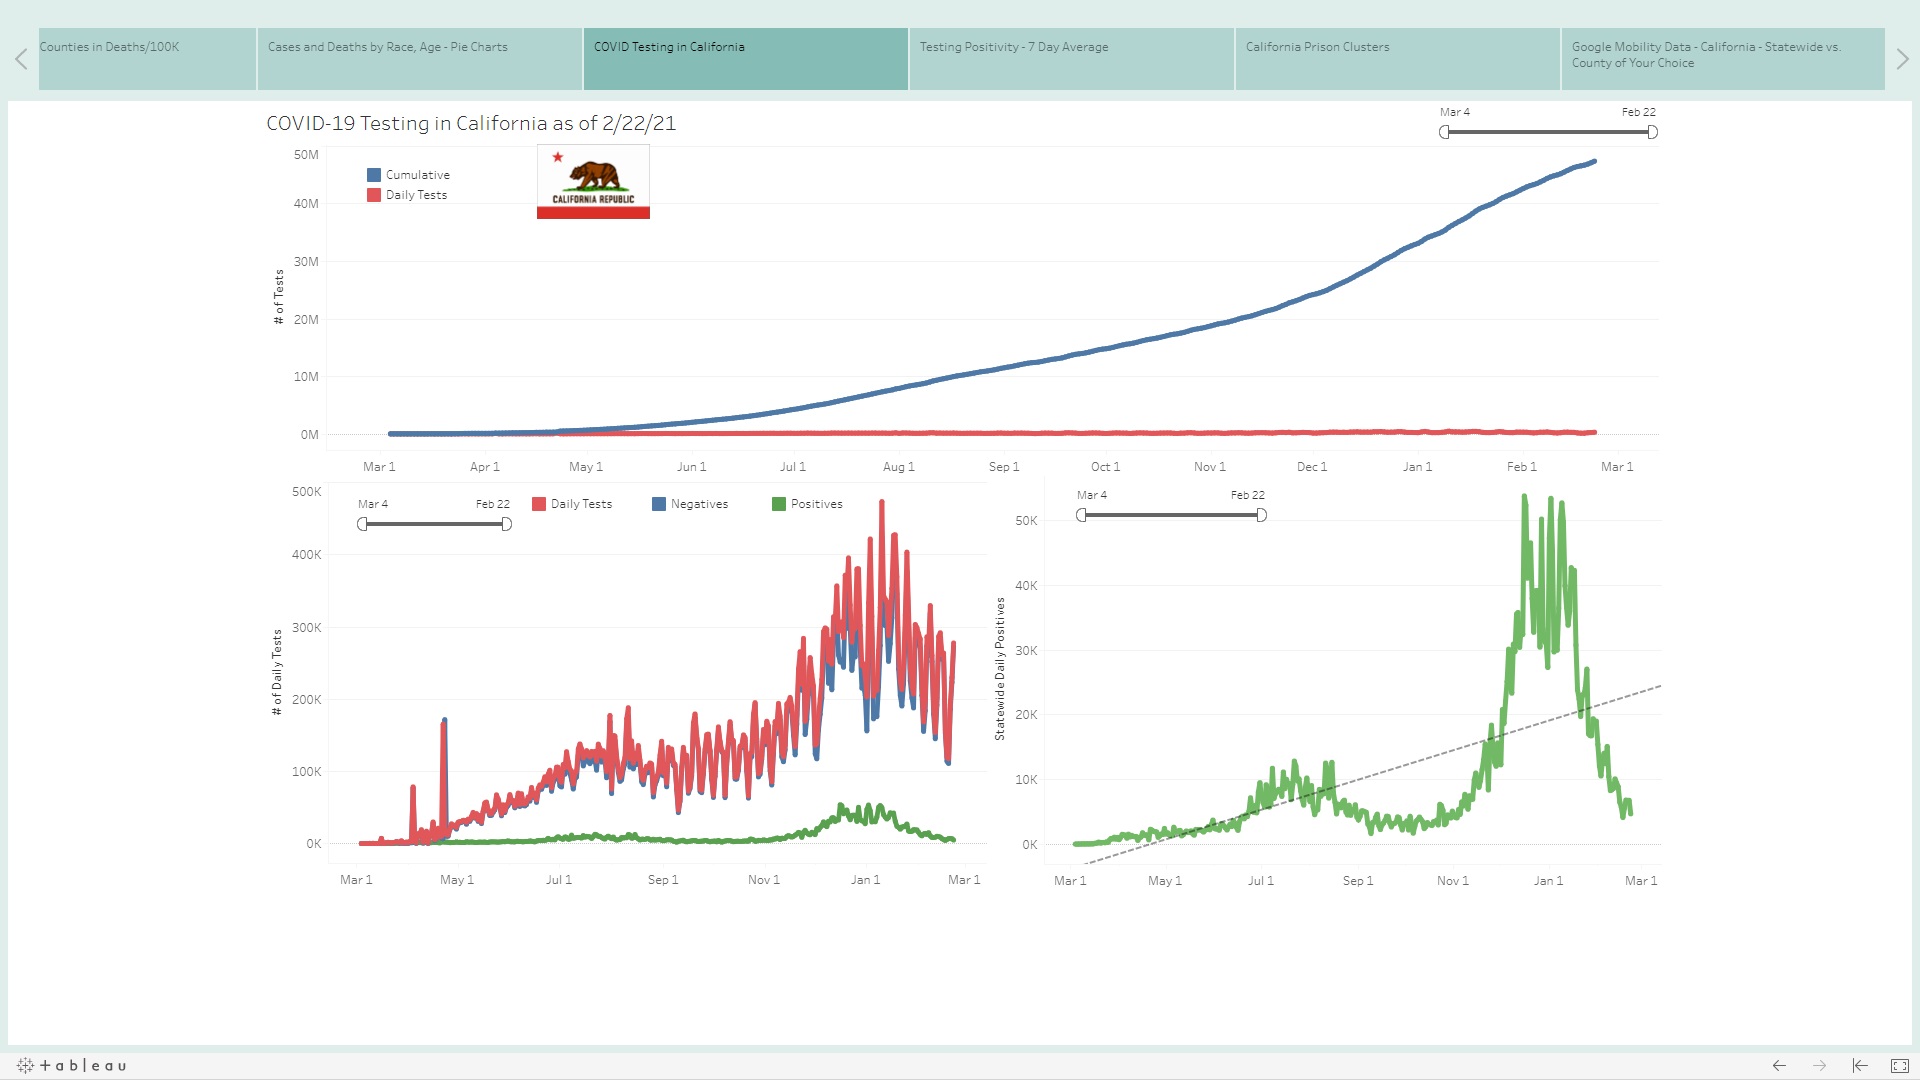 Counties in Deaths/100K
Cases and Deaths by Race, Age - Pie Charts
COVID Testing in California
Testing Positivity - 7 Day Average
California Prison Clusters
Google Mobility Data - California - Statewide vs.
County of Your Choice
COVID-19 Testing in California as of 2/22/21
Mar 4
Feb 22
Cumulative
Daily Tests
CALIFORNIA REPUBLIC
# of Tests
50M
40M
30M
20M
10M
0M
Mar 1
Apr 1
May 1
Jun 1
Jul 1
Aug 1
Sep 1
Oct 1
Nov 1
Dec 1
Jan 1
Feb 1
Mar 1
Mar 4
Feb 22
Daily Tests
Negatives
Positives
# of Daily Tests
500K
400K
300K
200K
100K
0K
Mar 1
May 1
Jul 1
Sep 1
Nov 1
Jan 1
Mar 1
Mar 4
Feb 22
Statewide Daily Positives
50K
40K
30K
20K
10K
0K
Mar 1
May 1
Jul 1
Sep 1
Nov 1
Jan 1
Mar 1
+ a b l e a u